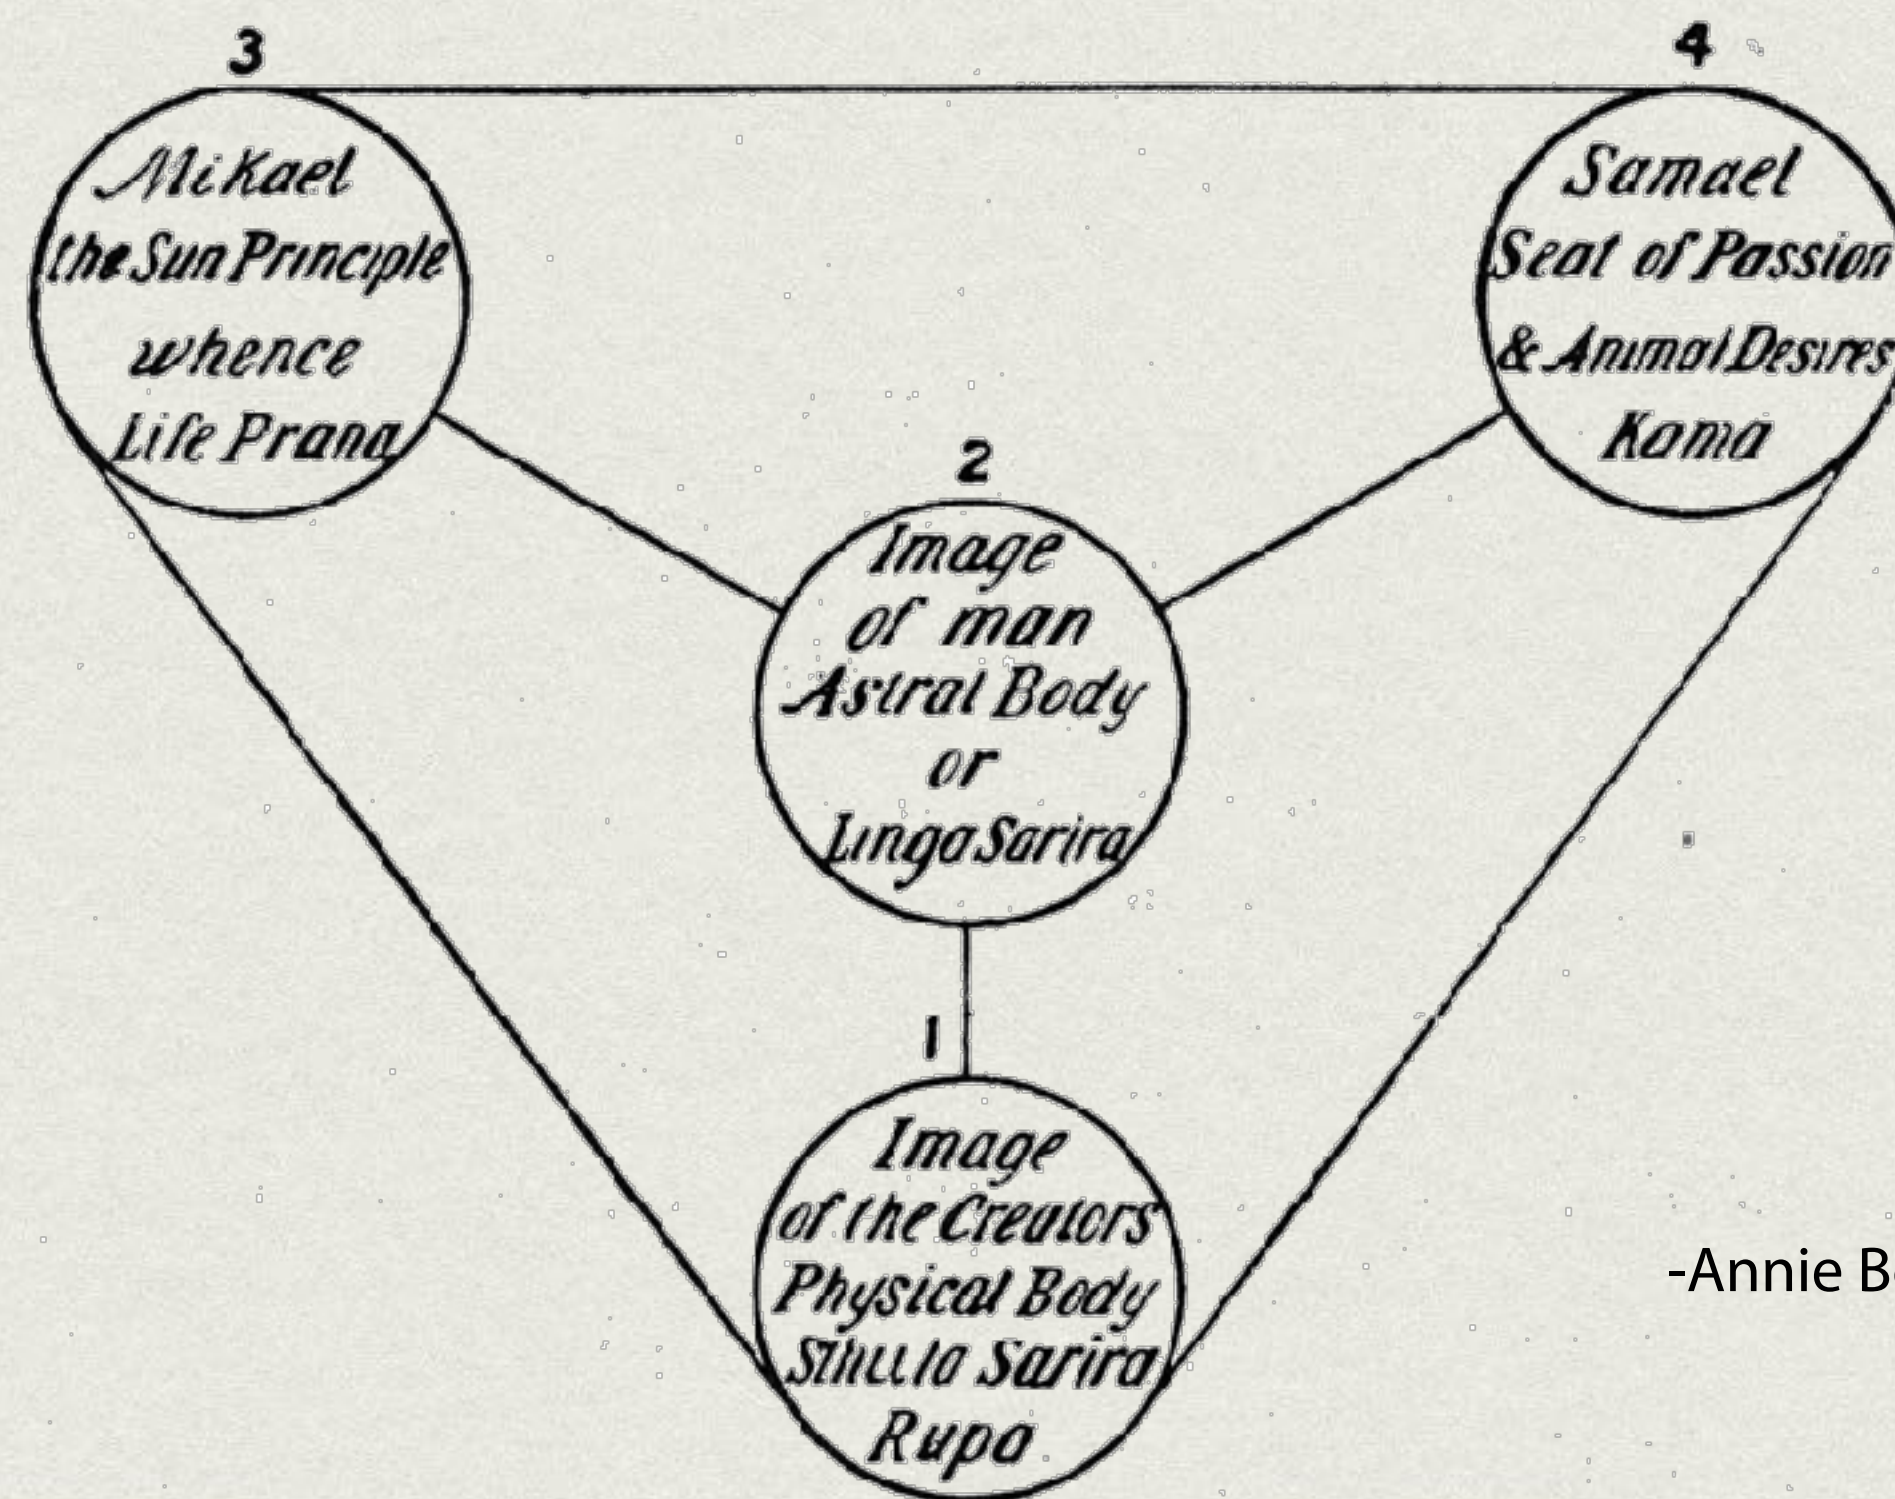 3
Mikael
the Sun Principle
whence
Life Prana
4
Samael
Seat of Passion
& Animal Desires
Kama
2
Image
of man
Astral Body
or
Linga Sarira
1
Image
of the Creators
Physical Body
Sthula Sarira
Rupa
-Annie